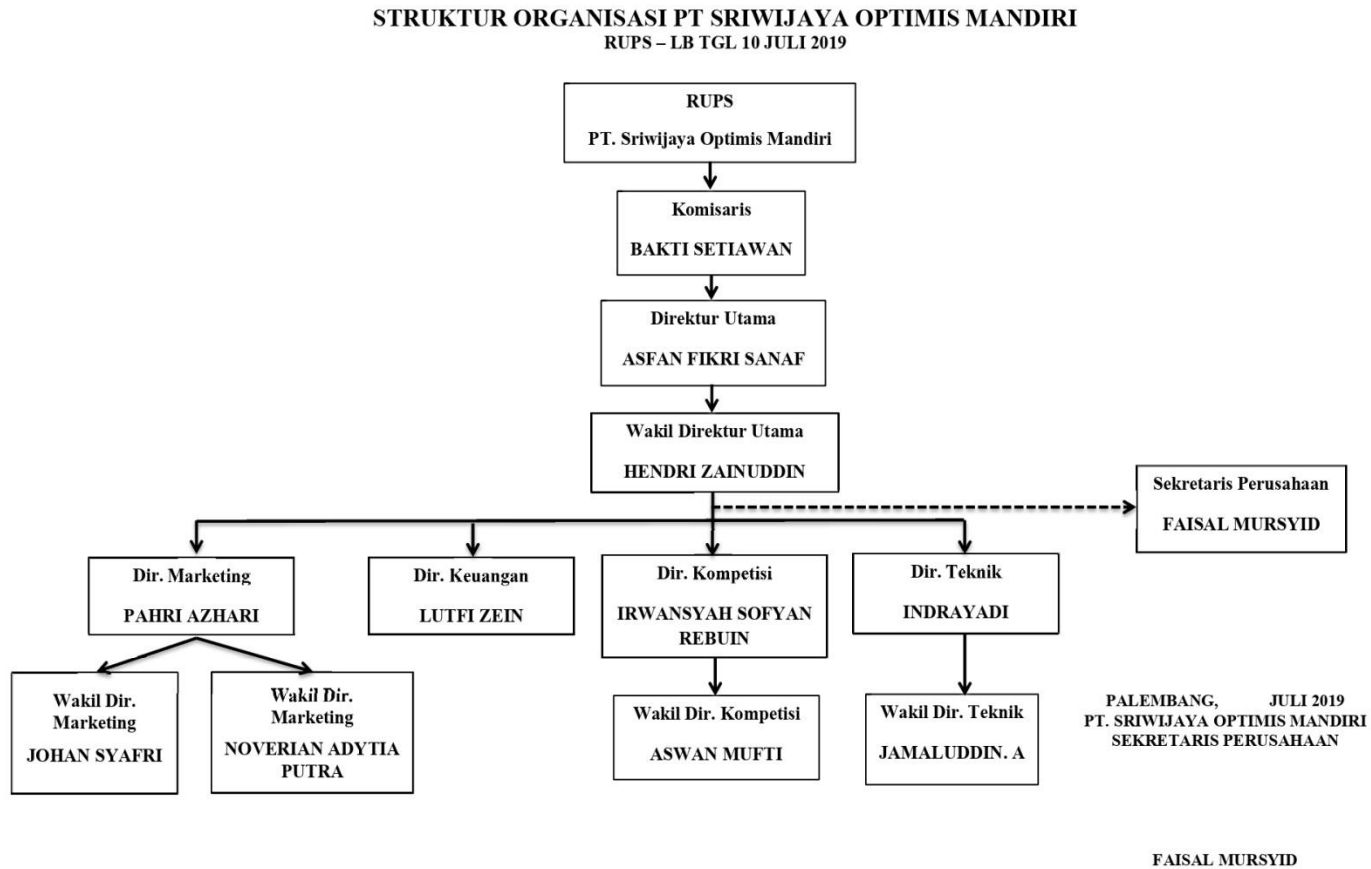 STRUKTUR ORGANISASI PT SRIWIJAYA OPTIMIS MANDIRI
RUPS – LB TGL 10 JULI 2019
RUPS
PT. Sriwijaya Optimis Mandiri
Komisaris
BAKTI SETIAWAN
Direktur Utama
ASFAN FIKRI SANAF
Wakil Direktur Utama
HENDRI ZAINUDDIN
Sekretaris Perusahaan
FAISAL MURSYID
Dir. Marketing
PAHRI AZHARI
Dir. Keuangan
LUTFI ZEIN
Dir. Kompetisi
IRWANSYAH SOFYAN
REBUIN
Dir. Teknik
INDRAYADI
Wakil Dir.
Marketing
JOHAN SYAFRI
Wakil Dir.
Marketing
NOVERIAN ADYTIA
PUTRA
Wakil Dir. Kompetisi
ASWAN MUFTI
Wakil Dir. Teknik
JAMALUDDIN. A
PALEMBANG, JULI 2019
PT. SRIWIJAYA OPTIMIS MANDIRI
SEKRETARIS PERUSAHAAN
FAISAL MURSYID